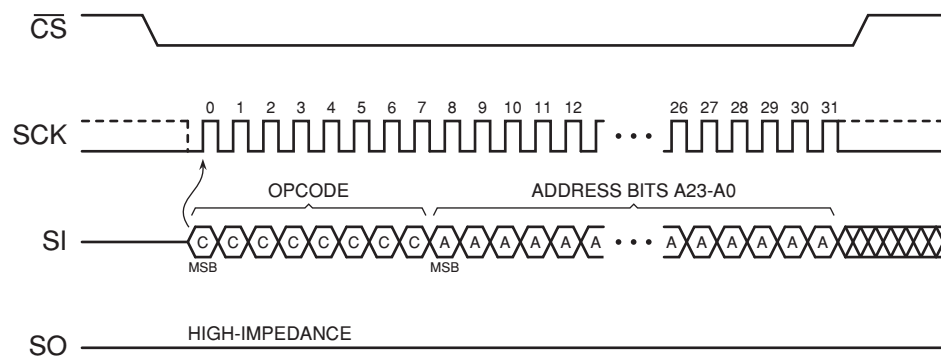 CS
0 1 2 3 4 5 6 7 8 9 10 11 12 26 27 28 29 30 31
SCK • • •
OPCODE ADDRESS BITS A23-A0
SI C C C C C C C C A A A A A A • • • A A A A A A
MSB MSB
HIGH-IMPEDANCE
SO